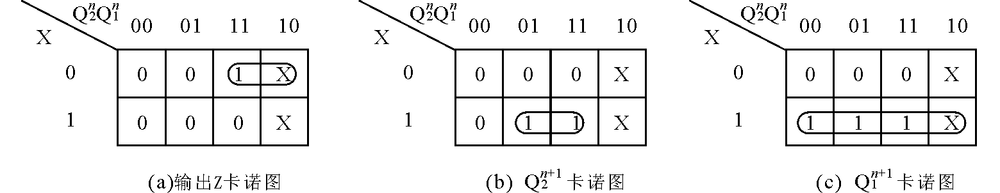 Q₂ⁿQ₁ⁿ 00 01 11 10
X
0 0 0 1 X
1 0 0 0 X
(a)输出Z卡诺图
Q₂ⁿQ₁ⁿ 00 01 11 10
X
0 0 0 0 X
1 0 1 1 X
(b) Q₂ⁿ⁺¹卡诺图
Q₂ⁿQ₁ⁿ 00 01 11 10
X
0 0 0 0 X
1 1 1 1 X
(c) Q₁ⁿ⁺¹卡诺图